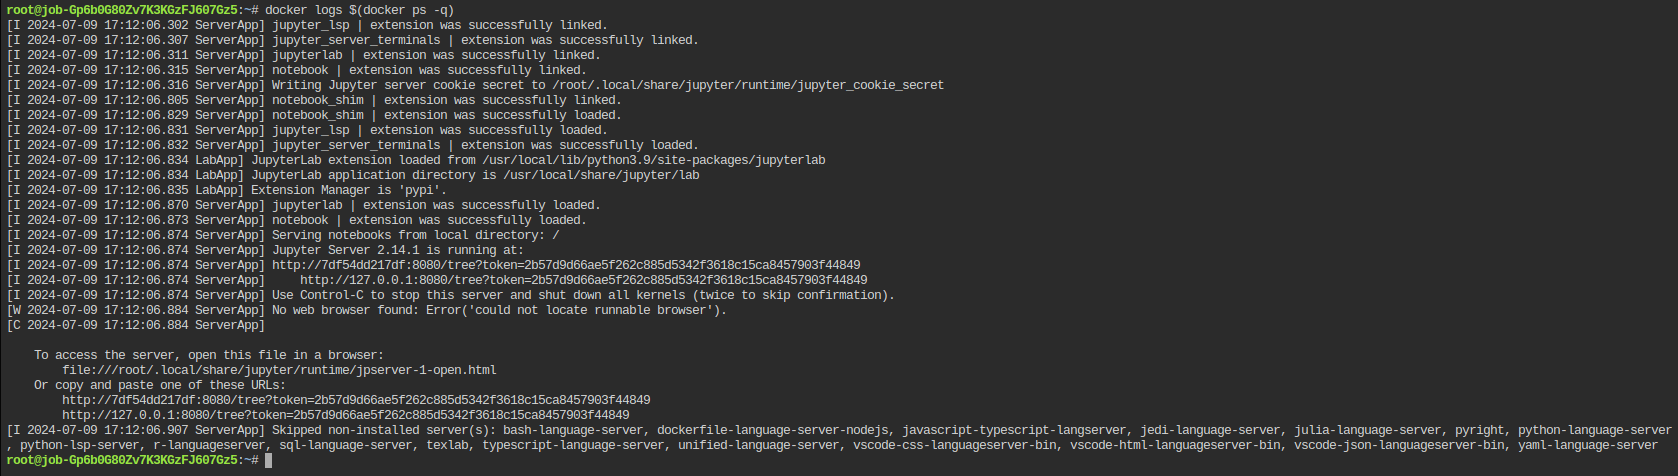 root@job-Gp6b0G80Zv7K3KGzFJ607Gz5:~# docker logs $(docker ps -q)
[I 2024-07-09 17:12:06.302 ServerApp] jupyter_lsp | extension was successfully linked.
[I 2024-07-09 17:12:06.307 ServerApp] jupyter_server_terminals | extension was successfully linked.
[I 2024-07-09 17:12:06.311 ServerApp] jupyterlab | extension was successfully linked.
[I 2024-07-09 17:12:06.315 ServerApp] notebook | extension was successfully linked.
[I 2024-07-09 17:12:06.316 ServerApp] Writing Jupyter server cookie secret to /root/.local/share/jupyter/runtime/jupyter_cookie_secret
[I 2024-07-09 17:12:06.805 ServerApp] notebook_shim | extension was successfully linked.
[I 2024-07-09 17:12:06.829 ServerApp] notebook_shim | extension was successfully loaded.
[I 2024-07-09 17:12:06.831 ServerApp] jupyter_lsp | extension was successfully loaded.
[I 2024-07-09 17:12:06.832 ServerApp] jupyter_server_terminals | extension was successfully loaded.
[I 2024-07-09 17:12:06.834 LabApp] JupyterLab extension loaded from /usr/local/lib/python3.9/site-packages/jupyterlab
[I 2024-07-09 17:12:06.834 LabApp] JupyterLab application directory is /usr/local/share/jupyter/lab
[I 2024-07-09 17:12:06.835 LabApp] Extension Manager is 'pypi'.
[I 2024-07-09 17:12:06.870 ServerApp] jupyterlab | extension was successfully loaded.
[I 2024-07-09 17:12:06.873 ServerApp] notebook | extension was successfully loaded.
[I 2024-07-09 17:12:06.874 ServerApp] Serving notebooks from local directory: /
[I 2024-07-09 17:12:06.874 ServerApp] Jupyter Server 2.14.1 is running at:
[I 2024-07-09 17:12:06.874 ServerApp] http://7df54dd217df:8080/tree?token=2b57d9d66ae5f262c885d5342f3618c15ca8457903f44849
[I 2024-07-09 17:12:06.874 ServerApp]     http://127.0.0.1:8080/tree?token=2b57d9d66ae5f262c885d5342f3618c15ca8457903f44849
[I 2024-07-09 17:12:06.874 ServerApp] Use Control-C to stop this server and shut down all kernels (twice to skip confirmation).
[W 2024-07-09 17:12:06.884 ServerApp] No web browser found: Error('could not locate runnable browser').
[C 2024-07-09 17:12:06.884 ServerApp]
    To access the server, open this file in a browser:
        file:///root/.local/share/jupyter/runtime/jpserver-1-open.html
    Or copy and paste one of these URLs:
        http://7df54dd217df:8080/tree?token=2b57d9d66ae5f262c885d5342f3618c15ca8457903f44849
        http://127.0.0.1:8080/tree?token=2b57d9d66ae5f262c885d5342f3618c15ca8457903f44849
[I 2024-07-09 17:12:06.907 ServerApp] Skipped non-installed server(s): bash-language-server, dockerfile-language-server-nodejs, javascript-typescript-langserver, jedi-language-server, julia-language-server, pyright, python-language-server
, python-lsp-server, r-languageserver, sql-language-server, texlab, typescript-language-server, unified-language-server, vscode-css-languageserver-bin, vscode-html-languageserver-bin, vscode-json-languageserver-bin, yaml-language-server
root@job-Gp6b0G80Zv7K3KGzFJ607Gz5:~#